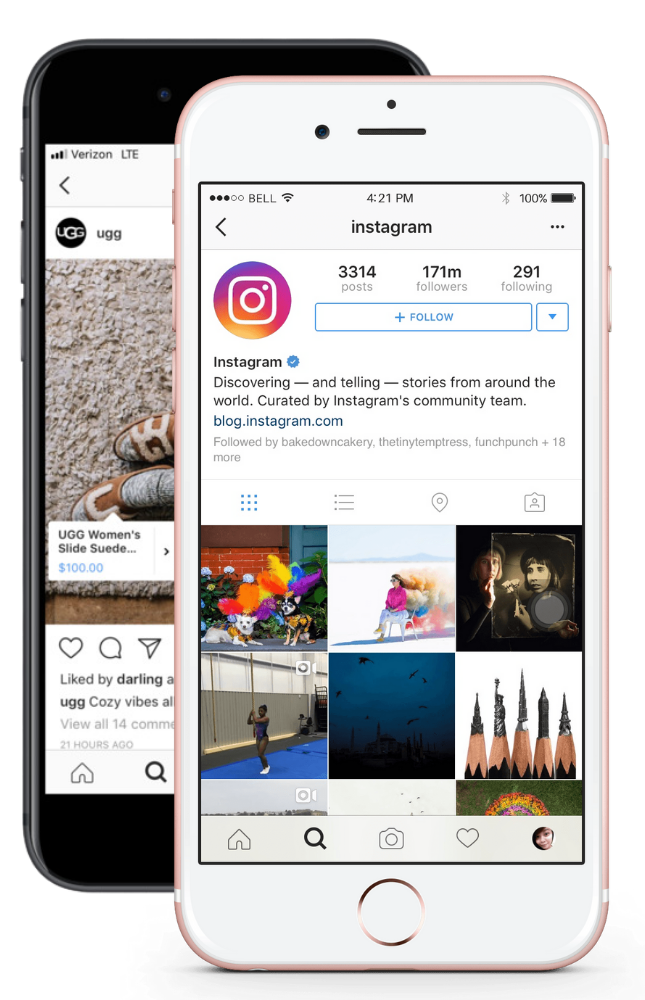 Verizon LTE
UGG
ugg
UGG Women's
Slide Suede...
$100.00
Liked by darling a
ugg Cozy vibes al
View all 14 comme
21 HOURS AGO
BELL 4:21 PM 100%
instagram
3314 171m 291
posts followers following
+ FOLLOW
Instagram
Discovering — and telling — stories from around the
world. Curated by Instagram's community team.
blog.instagram.com
Followed by bakedowncakery, thetinytemptress, funchpunch + 18
more